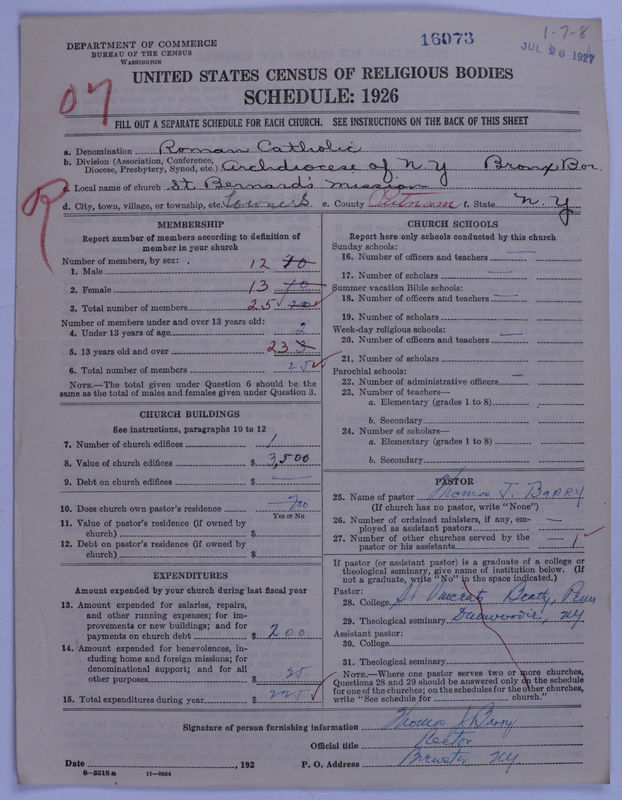 DEPARTMENT OF COMMERCE
BUREAU OF THE CENSUS
WASHINGTON
16073
1-7-8
JUL 26 1927
07
UNITED STATES CENSUS OF RELIGIOUS BODIES
SCHEDULE: 1926
FILL OUT A SEPARATE SCHEDULE FOR EACH CHURCH. SEE INSTRUCTIONS ON THE BACK OF THIS SHEET
R
a. Denomination Roman Catholic
b. Division (Association, Conference, Diocese, Presbytery, Synod, etc.) Archdiocese of N.Y Bronx Bor.
c. Local name of church St Bernard's Mission
d. City, town, village, or township, etc. Towners e. County Putnam f. State N. Y
MEMBERSHIP
Report number of members according to definition of
member in your church
Number of members, by sex:
1. Male 12
2. Female 13 10
3. Total number of members 25 ✓
Number of members under and over 13 years old:
4. Under 13 years of age 2
5. 13 years old and over 23
6. Total number of members 25 ✓
NOTE.—The total given under Question 6 should be the
same as the total of males and females given under Question 3.
CHURCH BUILDINGS
See instructions, paragraphs 10 to 12
7. Number of church edifices 1
8. Value of church edifices $ 3,500
9. Debt on church edifices $ —
10. Does church own pastor's residence No
Yes or No
11. Value of pastor's residence (if owned by
church) $
12. Debt on pastor's residence (if owned by
church) $
EXPENDITURES
Amount expended by your church during last fiscal year
13. Amount expended for salaries, repairs,
and other running expenses; for im-
provements or new buildings; and for
payments on church debt $ 200
14. Amount expended for benevolences, in-
cluding home and foreign missions; for
denominational support; and for all
other purposes $ 25
15. Total expenditures during year $ 225 ✓
CHURCH SCHOOLS
Report here only schools conducted by this church
Sunday schools:
16. Number of officers and teachers —
17. Number of scholars —
Summer vacation Bible schools:
18. Number of officers and teachers —
19. Number of scholars
Week-day religious schools:
20. Number of officers and teachers —
21. Number of scholars
Parochial schools:
22. Number of administrative officers —
23. Number of teachers—
a. Elementary (grades 1 to 8)
b. Secondary
24. Number of scholars—
a. Elementary (grades 1 to 8)
b. Secondary
PASTOR
25. Name of pastor Thomas J. Barry
(If church has no pastor, write "None")
26. Number of ordained ministers, if any, em-
ployed as assistant pastors —
27. Number of other churches served by the
pastor or his assistants — 1 ✓
If pastor (or assistant pastor) is a graduate of a college or
theological seminary, give name of institution below. (If
not a graduate, write "No" in the space indicated.)
Pastor:
28. College St Vincents Beatty, Penn
29. Theological seminary Dunwoodie, NY
Assistant pastor:
30. College
31. Theological seminary
NOTE.—Where one pastor serves two or more churches,
Questions 28 and 29 should be answered only on the schedule
for one of the churches; on the schedules for the other churches,
write "See schedule for church."
Signature of person furnishing information Thomas J. Barry
Official title Rector
Date , 192 P. O. Address Brewster NY
8—5516 a 11—9054